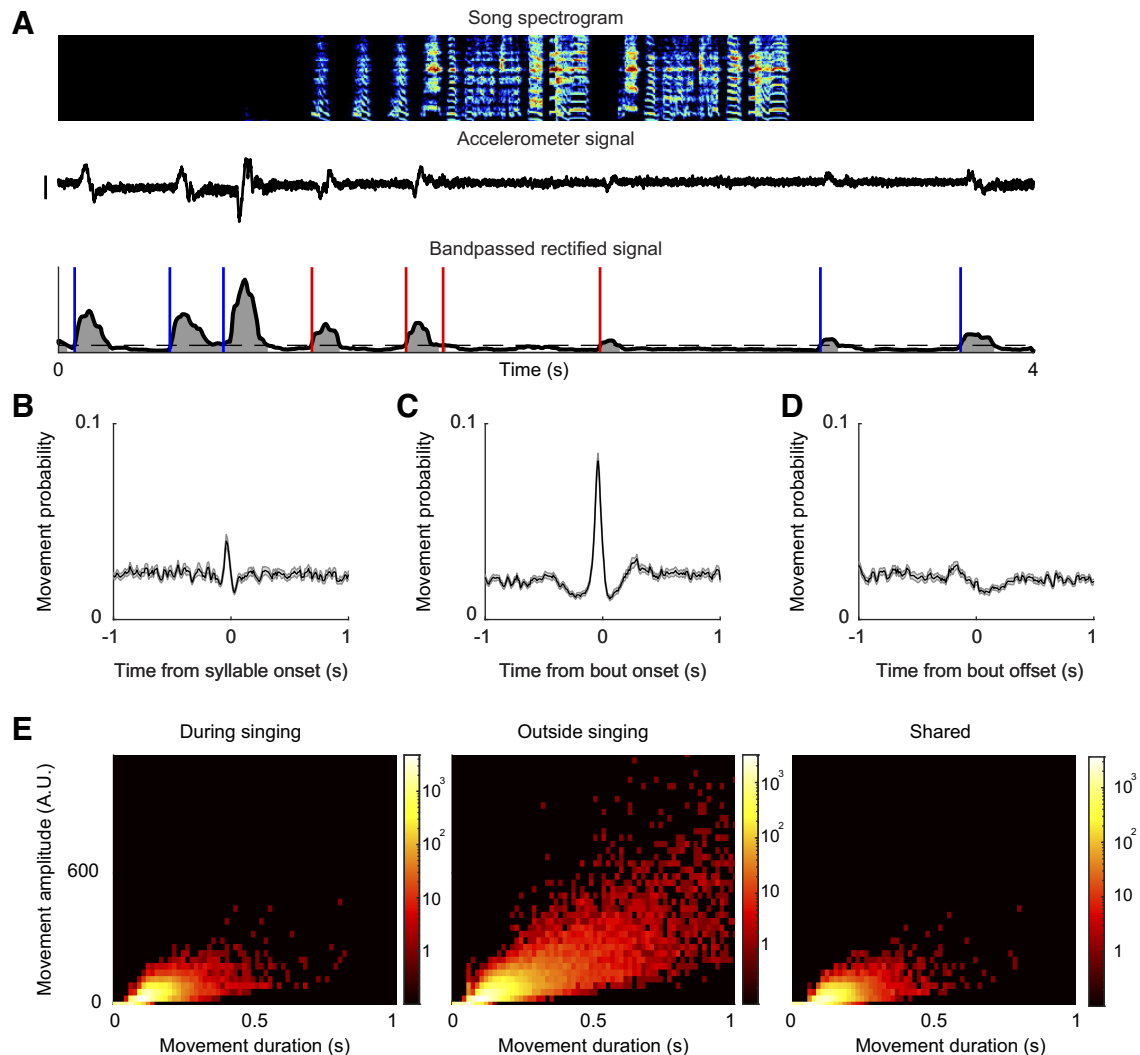 A
Song spectrogram
Accelerometer signal
Bandpassed rectified signal
0
Time (s)
4
B
0.1
Movement probability
0
-1
0
1
Time from syllable onset (s)
C
0.1
Movement probability
0
-1
0
1
Time from bout onset (s)
D
0.1
Movement probability
0
-1
0
1
Time from bout offset (s)
E
During singing
Movement amplitude (A.U.)
600
0
0
0.5
1
Movement duration (s)
10³
10²
10
1
Outside singing
0
0.5
1
Movement duration (s)
10³
10²
10
1
Shared
0
0.5
1
Movement duration (s)
10³
10²
10
1